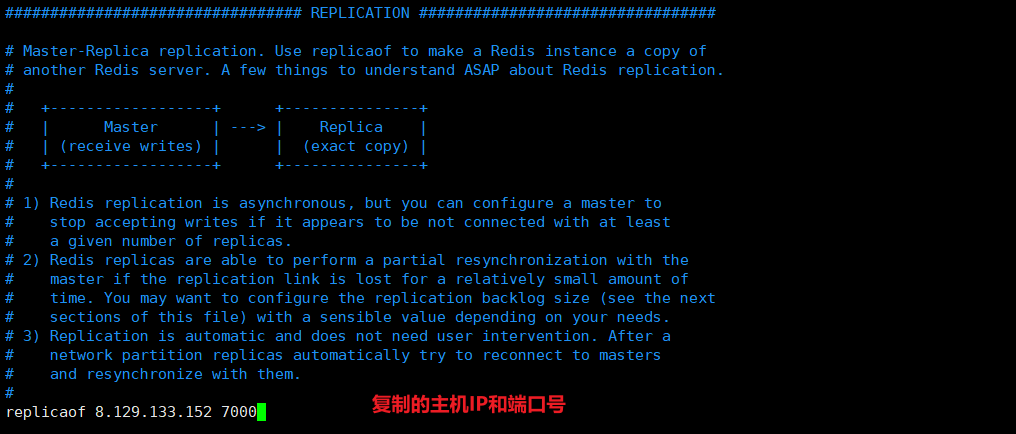 ################################# REPLICATION #################################
# Master-Replica replication. Use replicaof to make a Redis instance a copy of
# another Redis server. A few things to understand ASAP about Redis replication.
#
#   +------------------+      +---------------+
#   |      Master      | ---> |    Replica    |
#   | (receive writes) |      |  (exact copy) |
#   +------------------+      +---------------+
#
# 1) Redis replication is asynchronous, but you can configure a master to
#    stop accepting writes if it appears to be not connected with at least
#    a given number of replicas.
# 2) Redis replicas are able to perform a partial resynchronization with the
#    master if the replication link is lost for a relatively small amount of
#    time. You may want to configure the replication backlog size (see the next
#    sections of this file) with a sensible value depending on your needs.
# 3) Replication is automatic and does not need user intervention. After a
#    network partition replicas automatically try to reconnect to masters
#    and resynchronize with them.
#
replicaof 8.129.133.152 7000
复制的主机IP和端口号